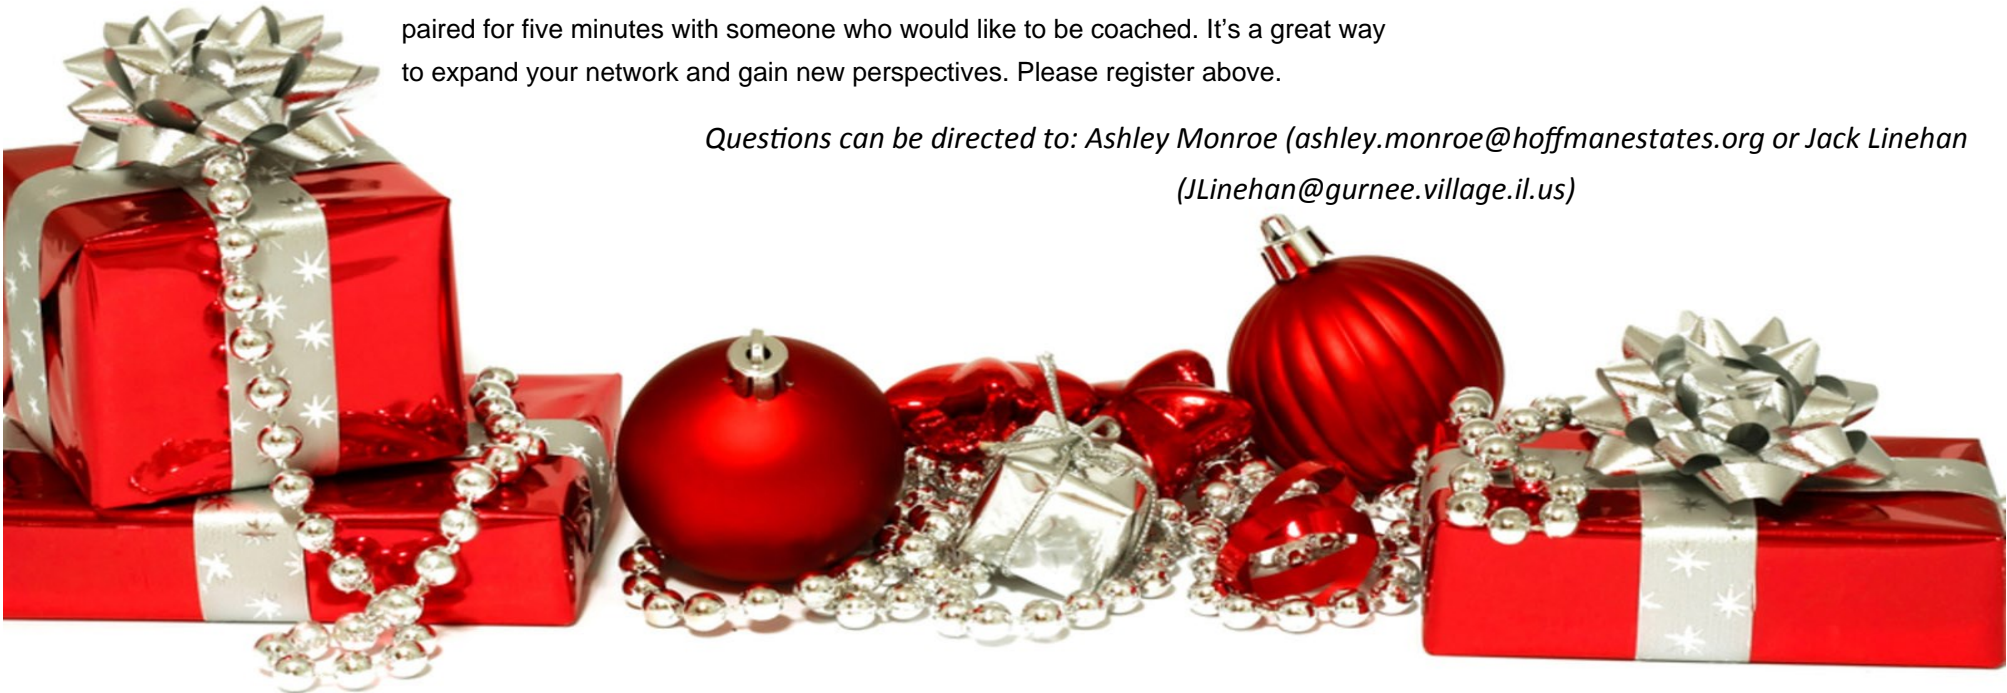 paired for five minutes with someone who would like to be coached. It’s a great way
to expand your network and gain new perspectives. Please register above.
Questions can be directed to: Ashley Monroe (ashley.monroe@hoffmanestates.org or Jack Linehan
(JLinehan@gurnee.village.il.us)